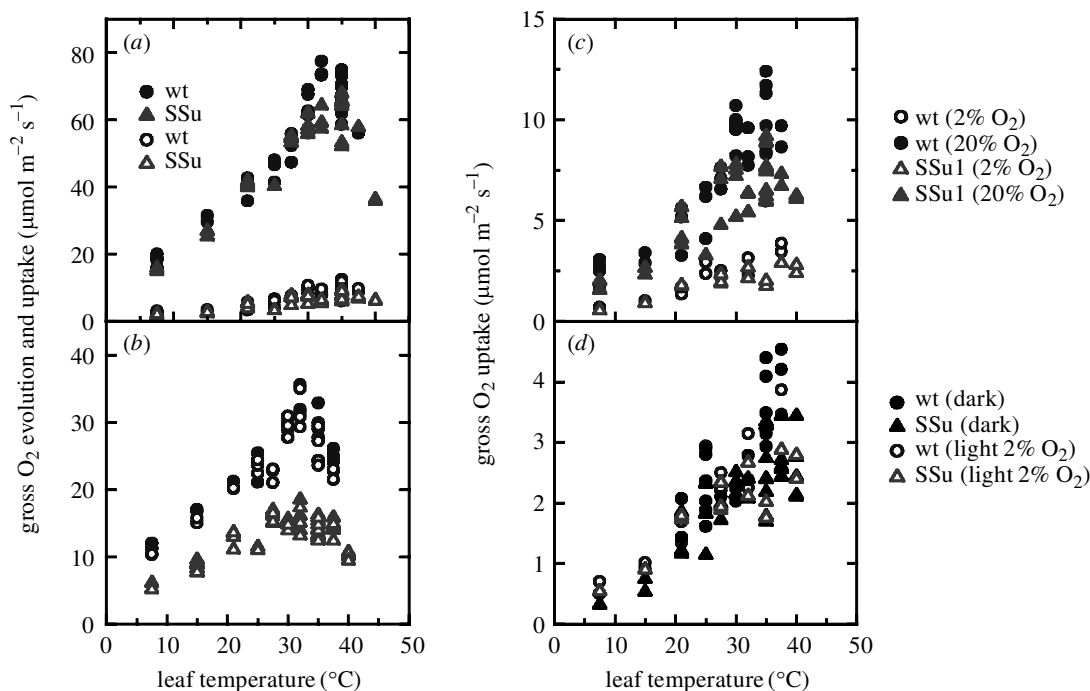 gross O₂ evolution and uptake (μmol m⁻² s⁻¹)
80
60
40
20
0
(a)
wt
SSu
wt
SSu
40
30
20
10
0
(b)
0 10 20 30 40 50
leaf temperature (°C)
gross O₂ uptake (μmol m⁻² s⁻¹)
15
10
5
0
(c)
wt (2% O₂)
wt (20% O₂)
SSu1 (2% O₂)
SSu1 (20% O₂)
4
3
2
1
0
(d)
wt (dark)
SSu (dark)
wt (light 2% O₂)
SSu (light 2% O₂)
0 10 20 30 40 50
leaf temperature (°C)